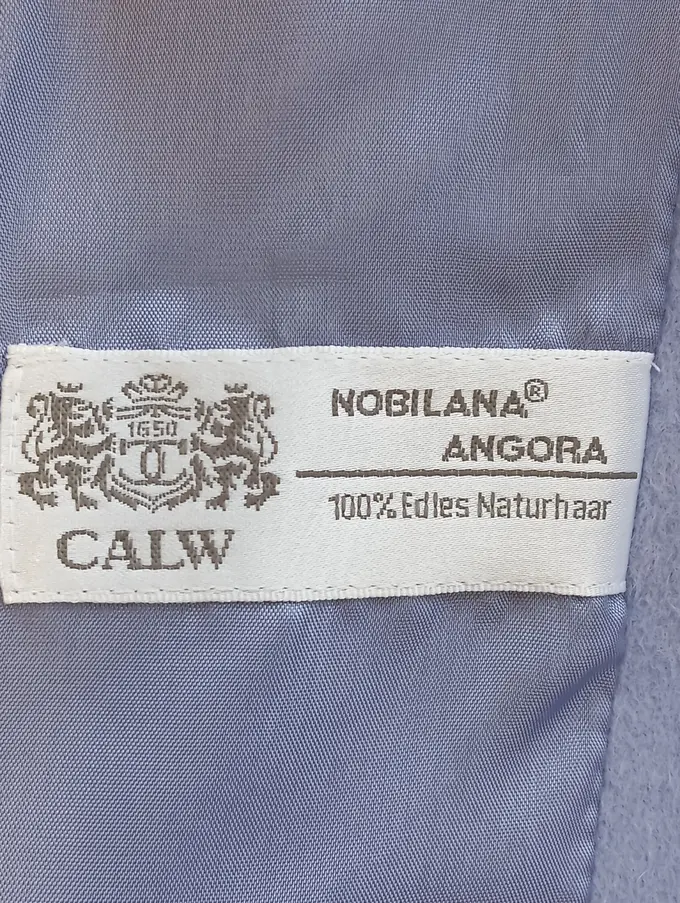 1650
CALW
NOBILANA®
ANGORA
100% Edles Naturhaar